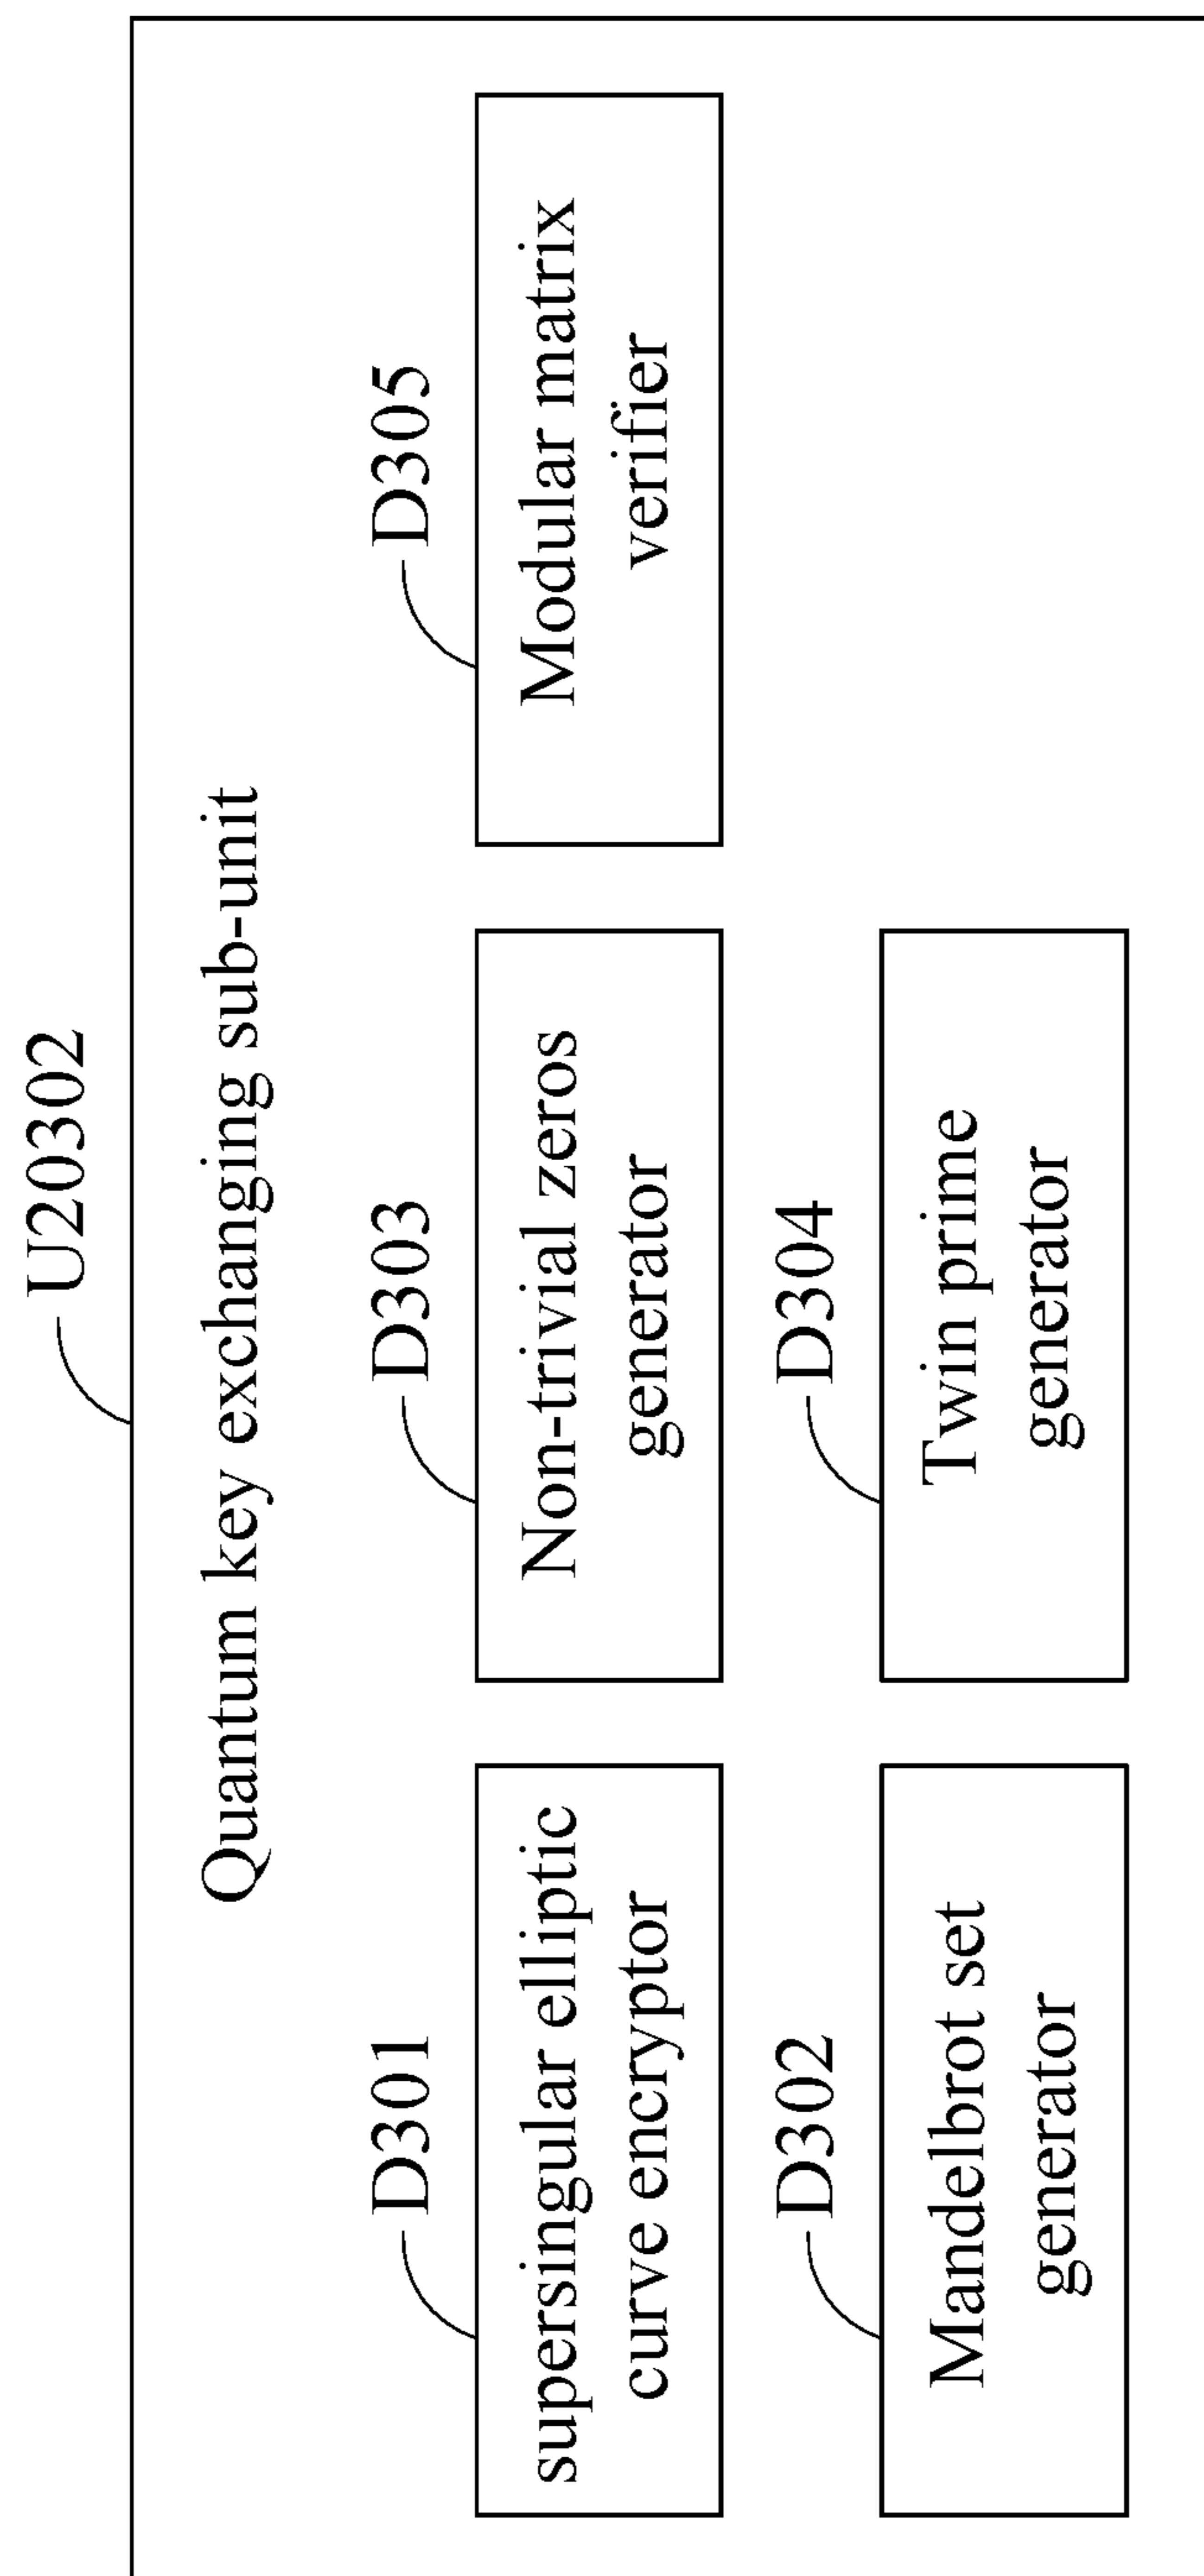 U20302
Quantum key exchanging sub-unit
D301
supersingular elliptic
curve encryptor
D303
Non-trivial zeros
generator
D305
Modular matrix
verifier
D302
Mandelbrot set
generator
D304
Twin prime
generator